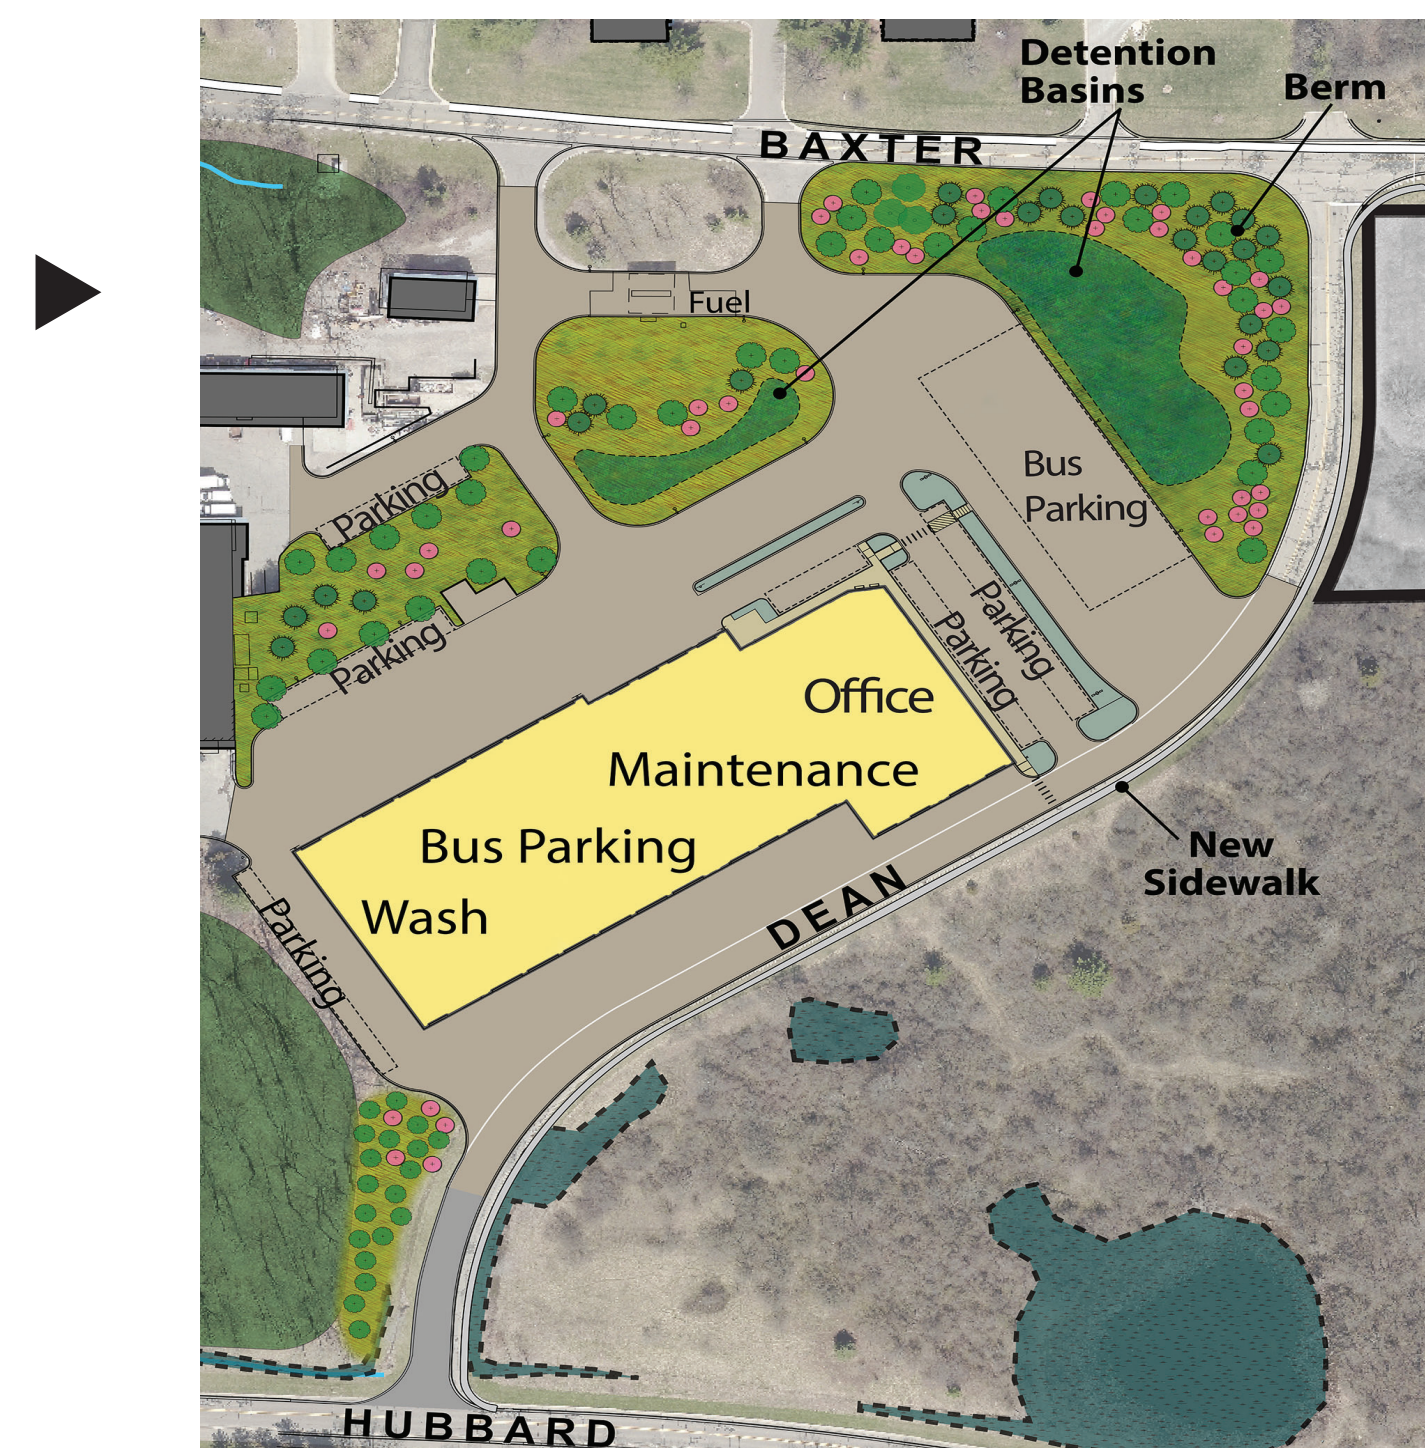 Detention
Basins
Berm
BAXTER
Fuel
Bus
Parking
Parking
Parking
Parking
Parking
Office
Maintenance
Bus Parking
Wash
New
Sidewalk
DEAN
Parking
HUBBARD